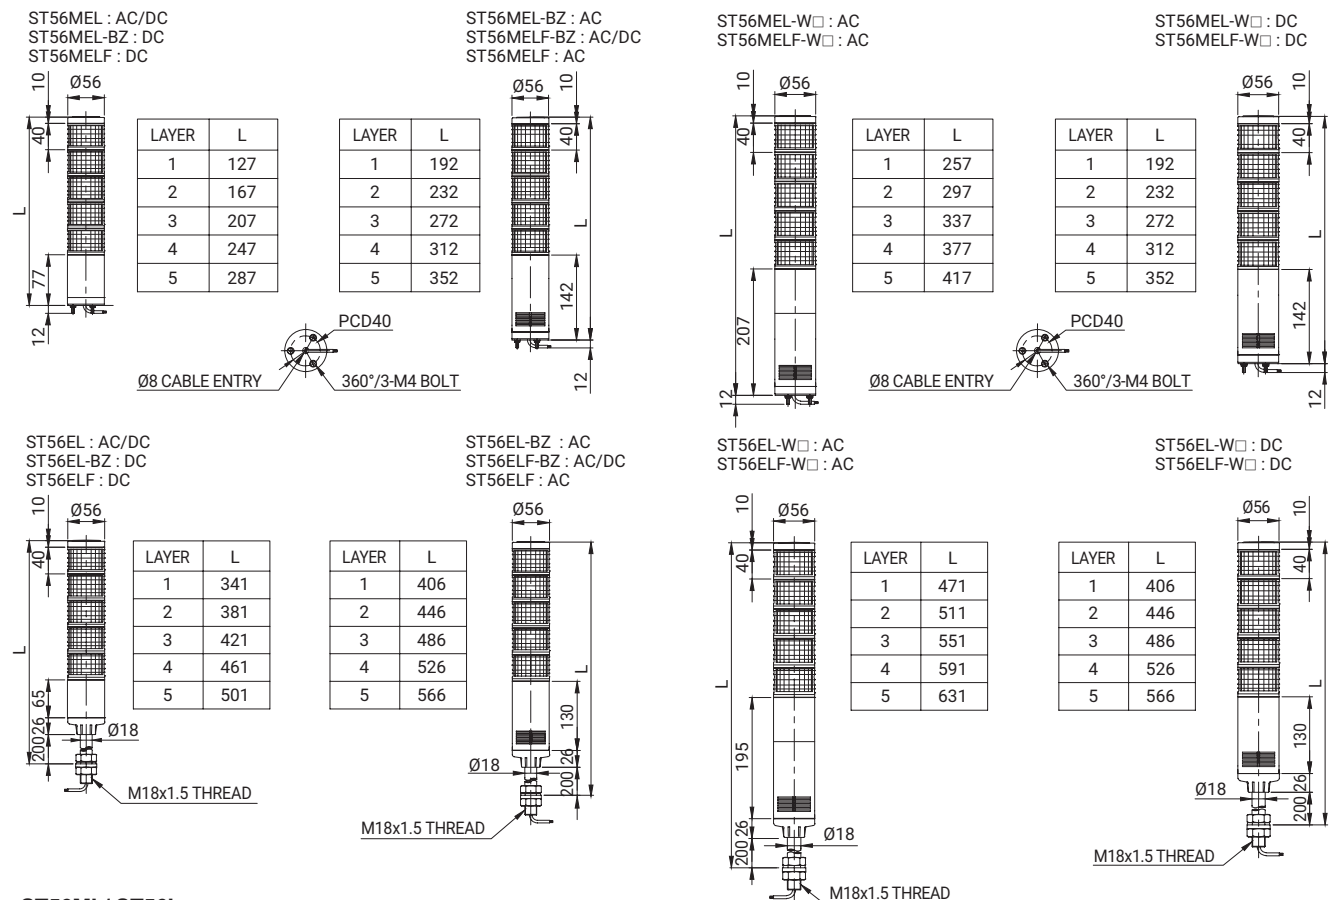 ST56MEL : AC/DC
ST56MEL-BZ : DC
ST56MELF : DC
10
Ø56
40
L
77
12
LAYER L
1 127
2 167
3 207
4 247
5 287
ST56MEL-BZ : AC
ST56MELF-BZ : AC/DC
ST56MELF : AC
LAYER L
1 192
2 232
3 272
4 312
5 352
Ø56
10
40
L
142
12
PCD40
Ø8 CABLE ENTRY
360°/3-M4 BOLT
ST56MEL-W□ : AC
ST56MELF-W□ : AC
10
Ø56
40
L
207
12
LAYER L
1 257
2 297
3 337
4 377
5 417
ST56MEL-W□ : DC
ST56MELF-W□ : DC
LAYER L
1 192
2 232
3 272
4 312
5 352
Ø56
10
40
L
142
12
PCD40
Ø8 CABLE ENTRY
360°/3-M4 BOLT
ST56EL : AC/DC
ST56EL-BZ : DC
ST56ELF : DC
10
Ø56
40
L
65
26
200
Ø18
M18x1.5 THREAD
LAYER L
1 341
2 381
3 421
4 461
5 501
ST56EL-BZ : AC
ST56ELF-BZ : AC/DC
ST56ELF : AC
LAYER L
1 406
2 446
3 486
4 526
5 566
Ø56
10
40
L
130
26
200
Ø18
M18x1.5 THREAD
ST56EL-W□ : AC
ST56ELF-W□ : AC
10
Ø56
40
L
195
26
200
Ø18
M18x1.5 THREAD
LAYER L
1 471
2 511
3 551
4 591
5 631
ST56EL-W□ : DC
ST56ELF-W□ : DC
LAYER L
1 406
2 446
3 486
4 526
5 566
Ø56
10
40
L
130
26
200
Ø18
M18x1.5 THREAD